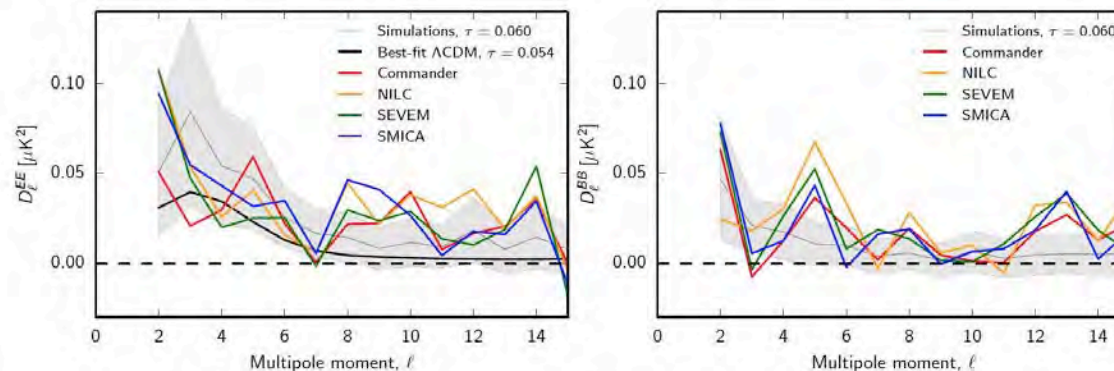 Simulations, τ = 0.060
Best-fit ΛCDM, τ = 0.054
Commander
NILC
SEVEM
SMICA
D_ℓ^{EE} [μK²]
0.10
0.05
0.00
0 2 4 6 8 10 12 14
Multipole moment, ℓ
Simulations, τ = 0.060
Commander
NILC
SEVEM
SMICA
D_ℓ^{BB} [μK²]
0.10
0.05
0.00
0 2 4 6 8 10 12 14
Multipole moment, ℓ